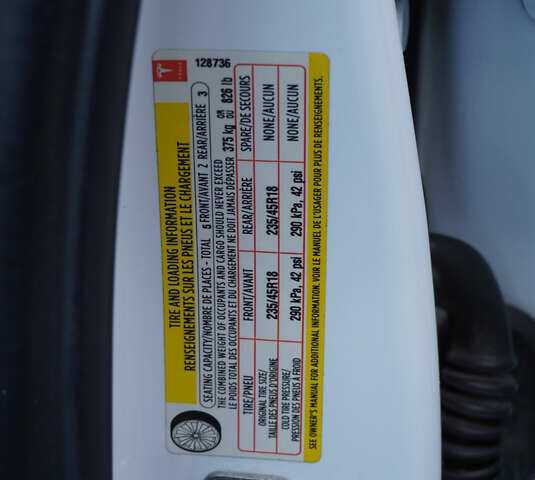 TIRE AND LOADING INFORMATION
RENSEIGNEMENTS SUR LES PNEUS ET LE CHARGEMENT
TESLA
128736
SEATING CAPACITY/NOMBRE DE PLACES - TOTAL 5 FRONT/AVANT 2 REAR/ARRIÈRE 3
THE COMBINED WEIGHT OF OCCUPANTS AND CARGO SHOULD NEVER EXCEED
LE POIDS TOTAL DES OCCUPANTS ET DU CHARGEMENT NE DOIT JAMAIS DÉPASSER
375 kg OR OU 826 lb
TIRE/PNEU FRONT/AVANT REAR/ARRIÈRE SPARE/DE SECOURS
ORIGINAL TIRE SIZE/
TAILLE DES PNEUS D'ORIGINE
235/45R18 235/45R18 NONE/AUCUN
COLD TIRE PRESSURE/
PRESSION DES PNEUS À FROID
290 kPa, 42 psi 290 kPa, 42 psi NONE/AUCUN
SEE OWNER'S MANUAL FOR ADDITIONAL INFORMATION. VOIR LE MANUEL DE L'USAGER POUR PLUS DE RENSEIGNEMENTS.